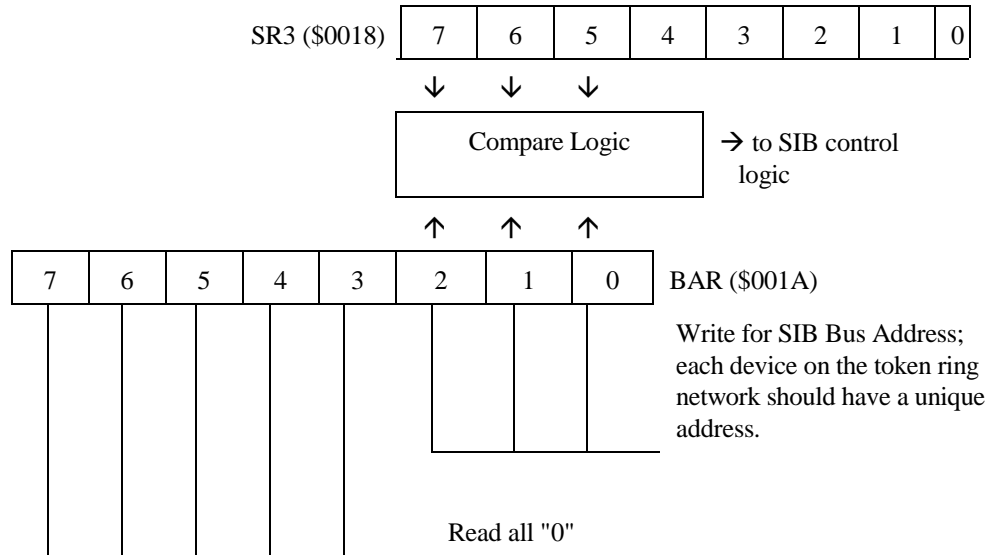 SR3 ($0018) 7 6 5 4 3 2 1 0
Compare Logic
→ to SIB control
logic
7 6 5 4 3 2 1 0 BAR ($001A)
Write for SIB Bus Address;
each device on the token ring
network should have a unique
address.
Read all "0"